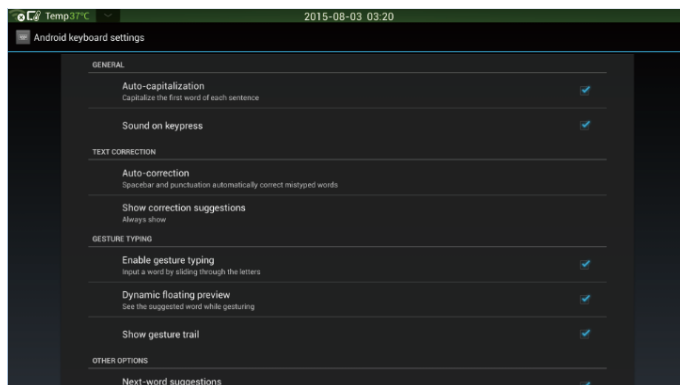 Temp37°C
2015-08-03 03:20
Android keyboard settings
GENERAL
Auto-capitalization
Capitalize the first word of each sentence
Sound on keypress
TEXT CORRECTION
Auto-correction
Spacebar and punctuation automatically correct mistyped words
Show correction suggestions
Always show
GESTURE TYPING
Enable gesture typing
Input a word by sliding through the letters
Dynamic floating preview
See the suggested word while gesturing
Show gesture trail
OTHER OPTIONS
Next-word suggestions